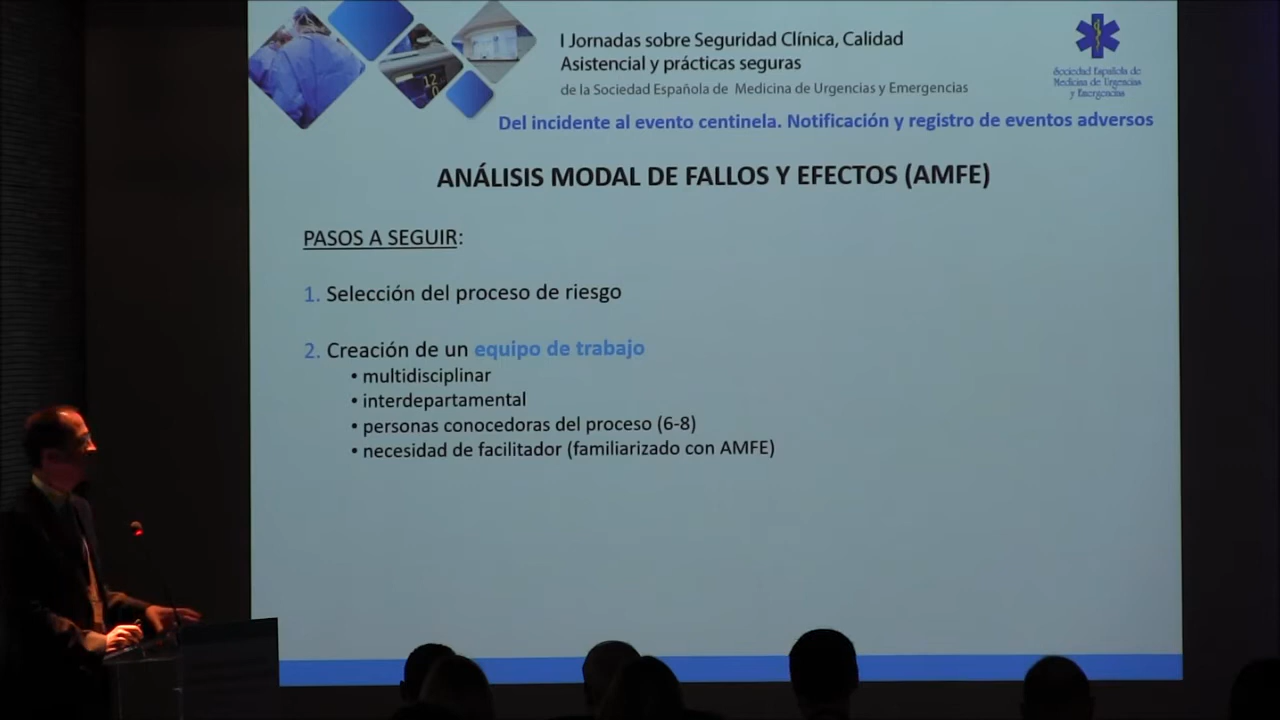 I Jornadas sobre Seguridad Clínica, Calidad
Asistencial y prácticas seguras
de la Sociedad Española de Medicina de Urgencias y Emergencias
Sociedad Española de
Medicina de Urgencias
y Emergencias
Del incidente al evento centinela. Notificación y registro de eventos adversos
ANÁLISIS MODAL DE FALLOS Y EFECTOS (AMFE)
PASOS A SEGUIR:
1. Selección del proceso de riesgo
2. Creación de un equipo de trabajo
• multidisciplinar
• interdepartamental
• personas conocedoras del proceso (6-8)
• necesidad de facilitador (familiarizado con AMFE)